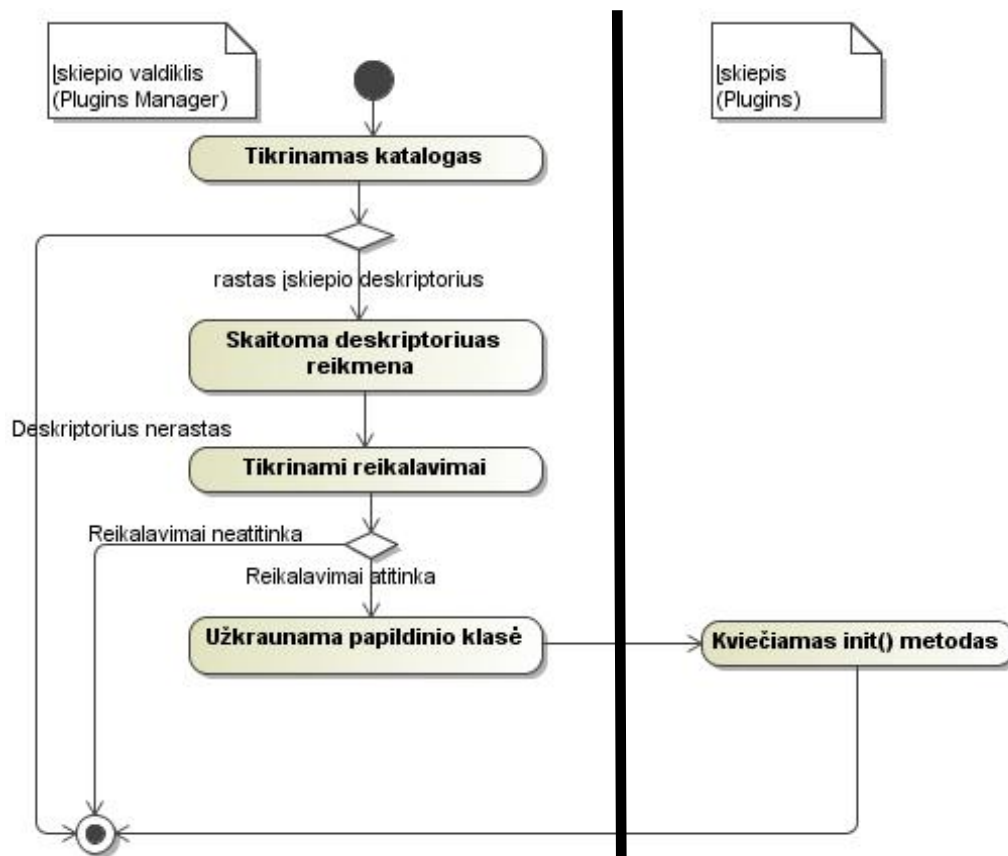 Įskiepio valdiklis
(Plugins Manager)
Įskiepis
(Plugins)
Tikrinamas katalogas
rastas įskiepio deskriptorius
Skaitoma deskriptoriuas
reikmena
Deskriptorius nerastas
Tikrinami reikalavimai
Reikalavimai neatitinka
Reikalavimai atitinka
Užkraunama papildinio klasė
Kviečiamas init() metodas